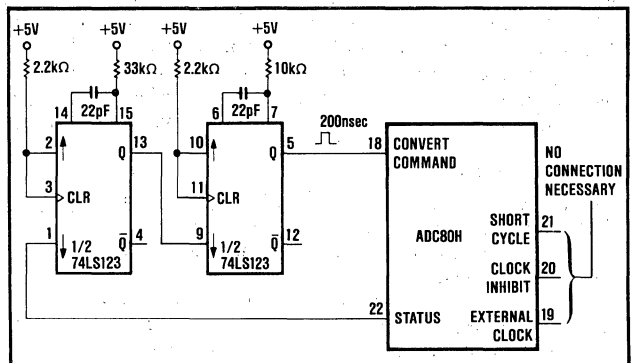 +5V +5V +5V +5V
2.2kΩ 33kΩ 2.2kΩ 10kΩ
22pF 22pF
14 15 6 7
2 13 10 5 200nsec 18
Q Q CONVERT
COMMAND
NO
CONNECTION
NECESSARY
3 CLR 11 CLR
SHORT 21
CYCLE
ADC80H
1 Q 4 9 Q 12
1/2 1/2
74LS123 74LS123
CLOCK 20
INHIBIT
22 STATUS
EXTERNAL 19
CLOCK